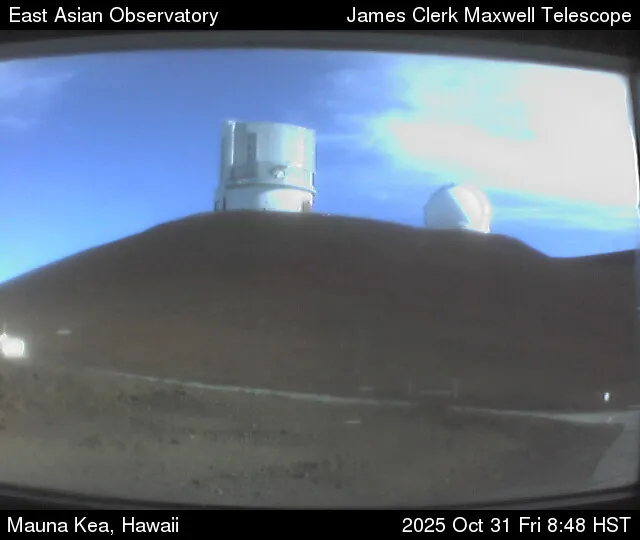 East Asian Observatory
James Clerk Maxwell Telescope
Mauna Kea, Hawaii
2025 Oct 31 Fri 8:48 HST